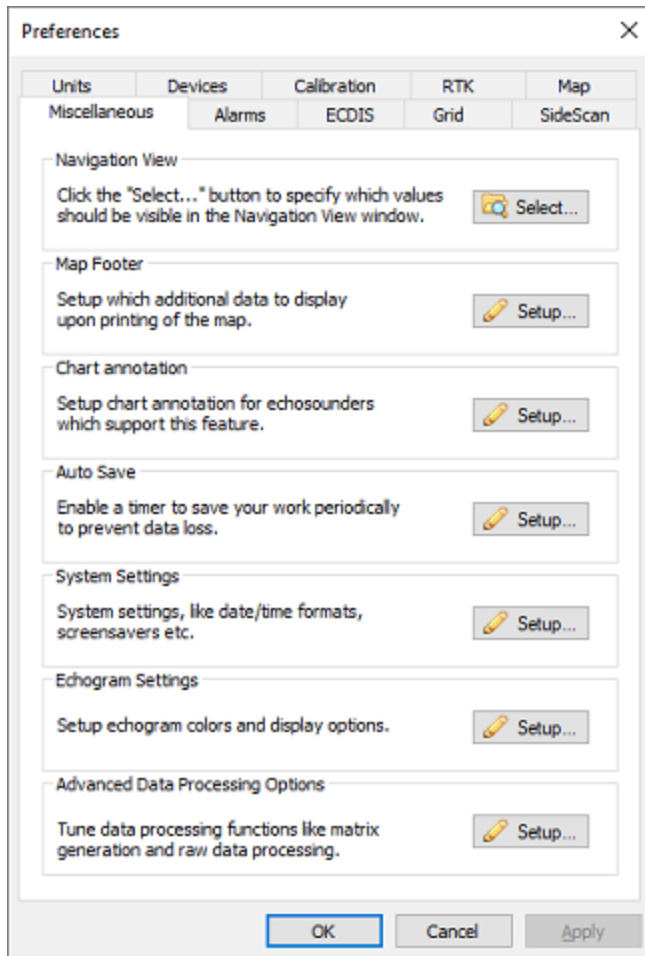 Preferences
Units Devices Calibration RTK Map
Miscellaneous Alarms ECDIS Grid SideScan
Navigation View
Click the "Select..." button to specify which values
should be visible in the Navigation View window.
Select...
Map Footer
Setup which additional data to display
upon printing of the map.
Setup...
Chart annotation
Setup chart annotation for echosounders
which support this feature.
Setup...
Auto Save
Enable a timer to save your work periodically
to prevent data loss.
Setup...
System Settings
System settings, like date/time formats,
screensavers etc.
Setup...
Echogram Settings
Setup echogram colors and display options.
Setup...
Advanced Data Processing Options
Tune data processing functions like matrix
generation and raw data processing.
Setup...
OK Cancel Apply